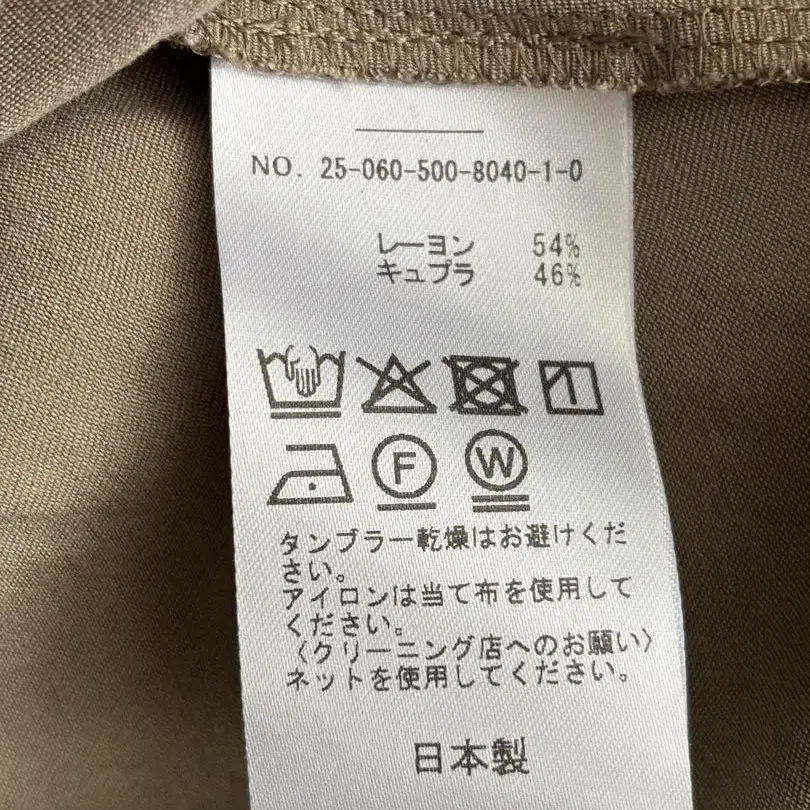 NO. 25-060-500-8040-1-0
レーヨン 54%
キュプラ 46%
F W
タンブラー乾燥はお避けくだ
さい。
アイロンは当て布を使用して
ください。
〈クリーニング店へのお願い〉
ネットを使用してください。
日本製